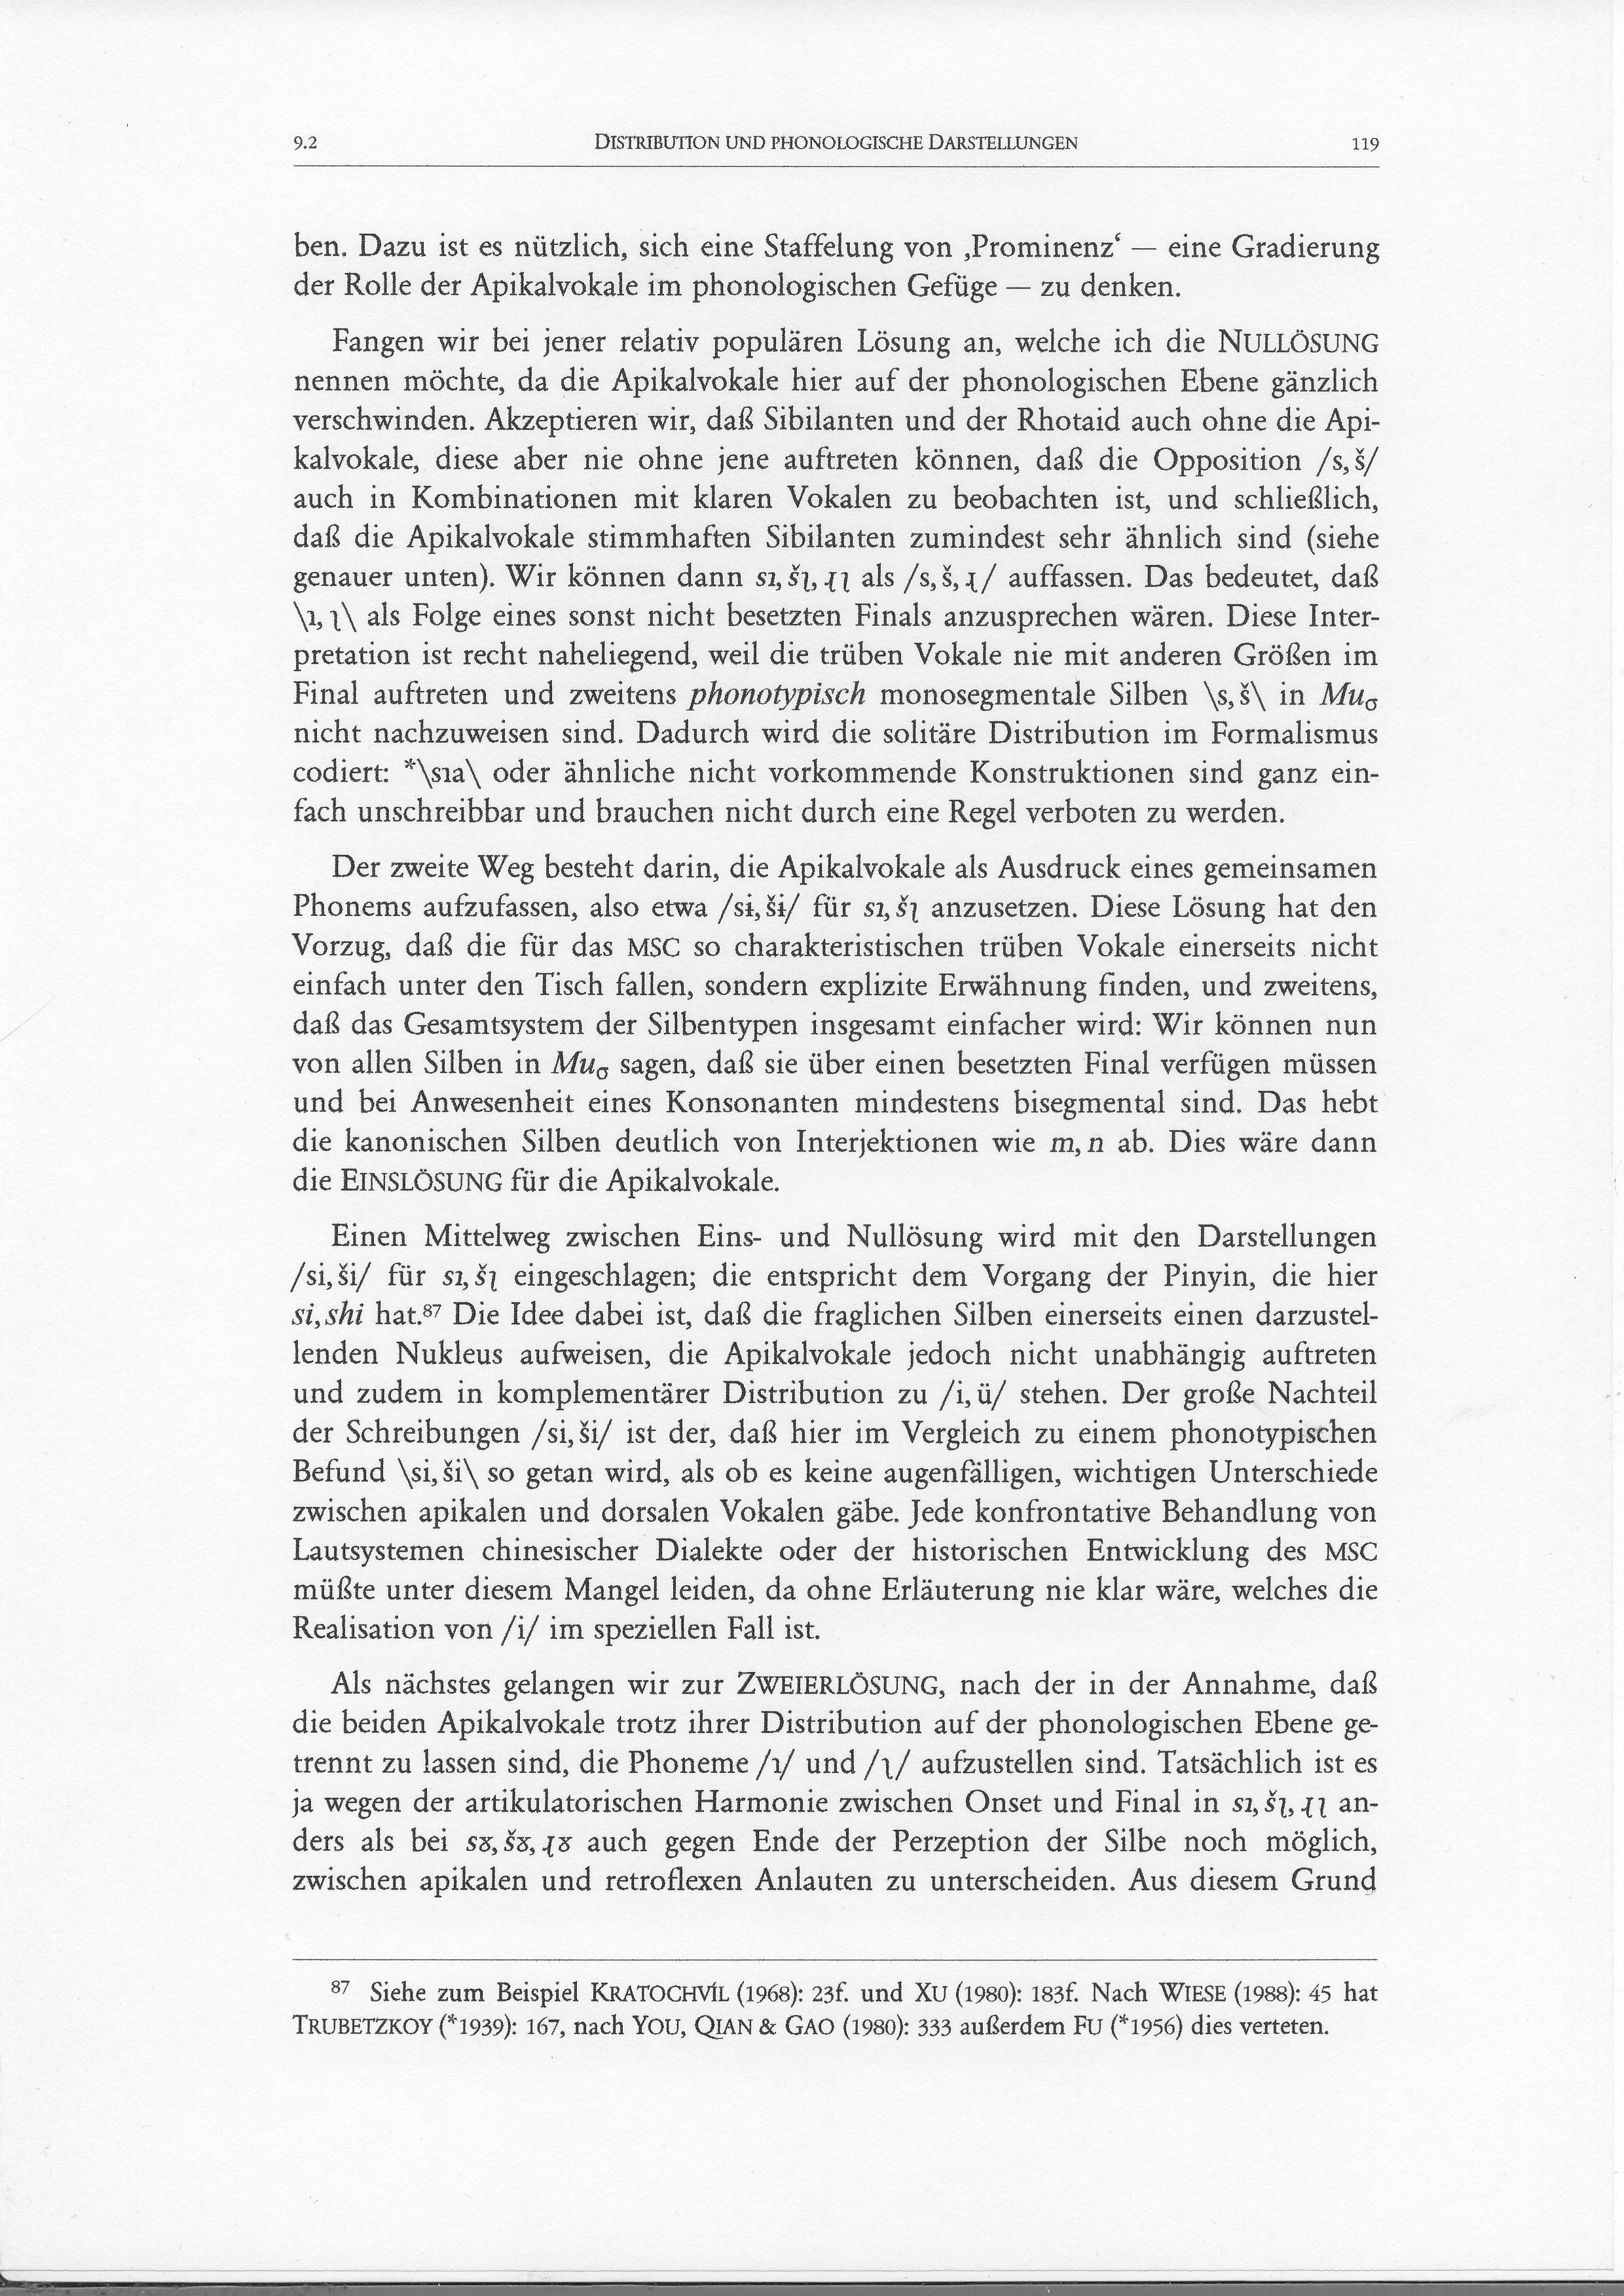 9.2 DISTRIBUTION UND PHONOLOGISCHE DARSTELLUNGEN 119
ben. Dazu ist es nützlich, sich eine Staffelung von ‚Prominenz‘ — eine Gradierung
der Rolle der Apikalvokale im phonologischen Gefüge — zu denken.
Fangen wir bei jener relativ populären Lösung an, welche ich die NULLÖSUNG
nennen möchte, da die Apikalvokale hier auf der phonologischen Ebene gänzlich
verschwinden. Akzeptieren wir, daß Sibilanten und der Rhotaid auch ohne die Api-
kalvokale, diese aber nie ohne jene auftreten können, daß die Opposition /s, š/
auch in Kombinationen mit klaren Vokalen zu beobachten ist, und schließlich,
daß die Apikalvokale stimmhaften Sibilanten zumindest sehr ähnlich sind (siehe
genauer unten). Wir können dann sı, šʅ, ɻʅ als /s, š, ɻ/ auffassen. Das bedeutet, daß
\ɿ, ʅ\ als Folge eines sonst nicht besetzten Finals anzusprechen wären. Diese Inter-
pretation ist recht naheliegend, weil die trüben Vokale nie mit anderen Größen im
Final auftreten und zweitens phonotypisch monosegmentale Silben \s, š\ in Muσ
nicht nachzuweisen sind. Dadurch wird die solitäre Distribution im Formalismus
codiert: *\sɿa\ oder ähnliche nicht vorkommende Konstruktionen sind ganz ein-
fach unschreibbar und brauchen nicht durch eine Regel verboten zu werden.
Der zweite Weg besteht darin, die Apikalvokale als Ausdruck eines gemeinsamen
Phonems aufzufassen, also etwa /sɨ, šɨ/ für sɿ, šʅ anzusetzen. Diese Lösung hat den
Vorzug, daß die für das MSC so charakteristischen trüben Vokale einerseits nicht
einfach unter den Tisch fallen, sondern explizite Erwähnung finden, und zweitens,
daß das Gesamtsystem der Silbentypen insgesamt einfacher wird: Wir können nun
von allen Silben in Muσ sagen, daß sie über einen besetzten Final verfügen müssen
und bei Anwesenheit eines Konsonanten mindestens bisegmental sind. Das hebt
die kanonischen Silben deutlich von Interjektionen wie m, n ab. Dies wäre dann
die EINSLÖSUNG für die Apikalvokale.
Einen Mittelweg zwischen Eins- und Nullösung wird mit den Darstellungen
/si, ši/ für sɿ, šʅ eingeschlagen; die entspricht dem Vorgang der Pinyin, die hier
si, shi hat.⁸⁷ Die Idee dabei ist, daß die fraglichen Silben einerseits einen darzustel-
lenden Nukleus aufweisen, die Apikalvokale jedoch nicht unabhängig auftreten
und zudem in komplementärer Distribution zu /i, ü/ stehen. Der große Nachteil
der Schreibungen /si, ši/ ist der, daß hier im Vergleich zu einem phonotypischen
Befund \si, ši\ so getan wird, als ob es keine augenfälligen, wichtigen Unterschiede
zwischen apikalen und dorsalen Vokalen gäbe. Jede konfrontative Behandlung von
Lautsystemen chinesischer Dialekte oder der historischen Entwicklung des MSC
müßte unter diesem Mangel leiden, da ohne Erläuterung nie klar wäre, welches die
Realisation von /i/ im speziellen Fall ist.
Als nächstes gelangen wir zur ZWEIERLÖSUNG, nach der in der Annahme, daß
die beiden Apikalvokale trotz ihrer Distribution auf der phonologischen Ebene ge-
trennt zu lassen sind, die Phoneme /ɿ/ und /ʅ/ aufzustellen sind. Tatsächlich ist es
ja wegen der artikulatorischen Harmonie zwischen Onset und Final in sɿ, šʅ, ɻʅ an-
ders als bei sɤ, šɤ, ɻɤ auch gegen Ende der Perzeption der Silbe noch möglich,
zwischen apikalen und retroflexen Anlauten zu unterscheiden. Aus diesem Grund
87 Siehe zum Beispiel KRATOCHVÍL (1968): 23f. und XU (1980): 183f. Nach WIESE (1988): 45 hat
TRUBETZKOY (*1939): 167, nach YOU, QIAN & GAO (1980): 333 außerdem FU (*1956) dies verteten.